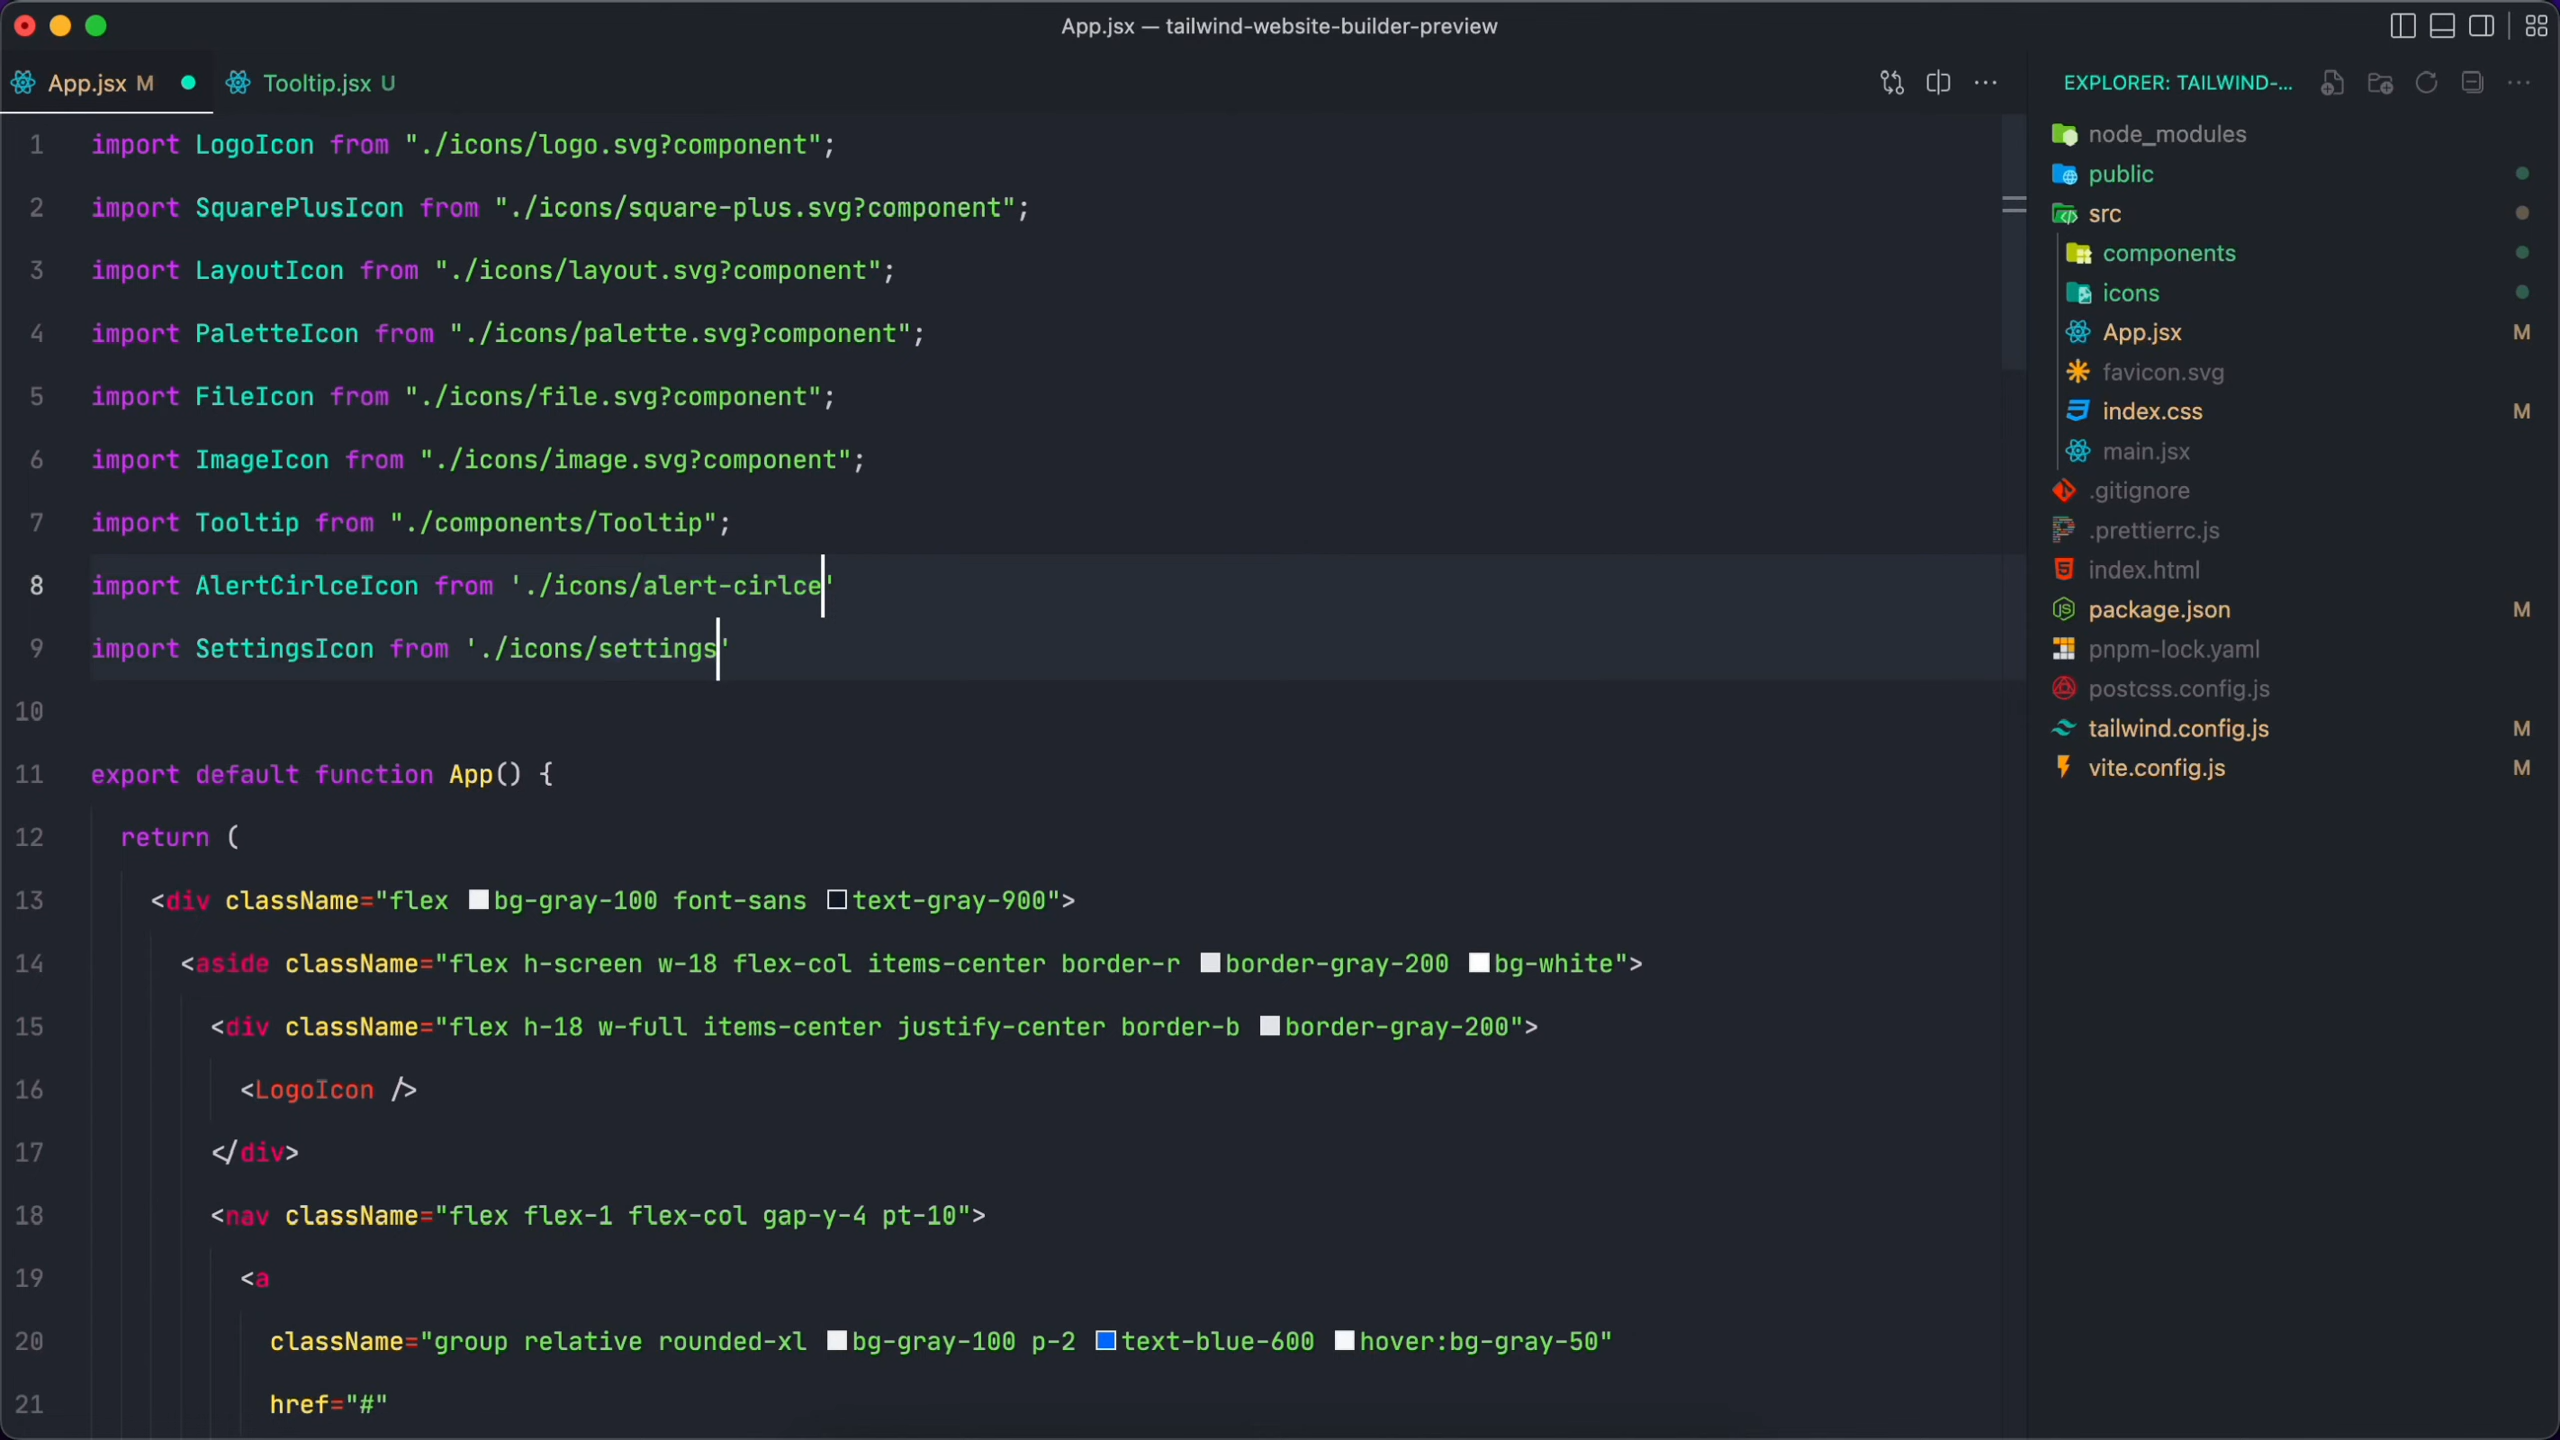 App.jsx — tailwind-website-builder-preview
App.jsx M
Tooltip.jsx U
EXPLORER: TAILWIND-...
1 import LogoIcon from "./icons/logo.svg?component";
2 import SquarePlusIcon from "./icons/square-plus.svg?component";
3 import LayoutIcon from "./icons/layout.svg?component";
4 import PaletteIcon from "./icons/palette.svg?component";
5 import FileIcon from "./icons/file.svg?component";
6 import ImageIcon from "./icons/image.svg?component";
7 import Tooltip from "./components/Tooltip";
8 import AlertCirlceIcon from './icons/alert-cirlce'
9 import SettingsIcon from './icons/settings'
10
11 export default function App() {
12 return (
13 <div className="flex bg-gray-100 font-sans text-gray-900">
14 <aside className="flex h-screen w-18 flex-col items-center border-r border-gray-200 bg-white">
15 <div className="flex h-18 w-full items-center justify-center border-b border-gray-200">
16 <LogoIcon />
17 </div>
18 <nav className="flex flex-1 flex-col gap-y-4 pt-10">
19 <a
20 className="group relative rounded-xl bg-gray-100 p-2 text-blue-600 hover:bg-gray-50"
21 href="#"
node_modules
public
src
components
icons
App.jsx M
favicon.svg
index.css M
main.jsx
.gitignore
.prettierrc.js
index.html
package.json M
pnpm-lock.yaml
postcss.config.js
tailwind.config.js M
vite.config.js M